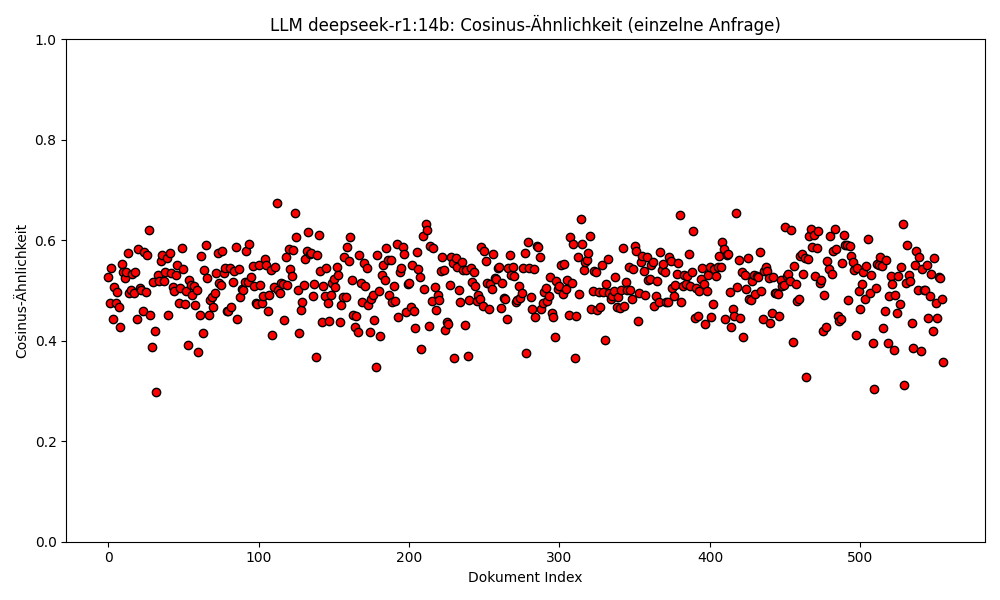 LLM deepseek-r1:14b: Cosinus-Ähnlichkeit (einzelne Anfrage)
Cosinus-Ähnlichkeit
1.0
0.8
0.6
0.4
0.2
0.0
0 100 200 300 400 500
Dokument Index